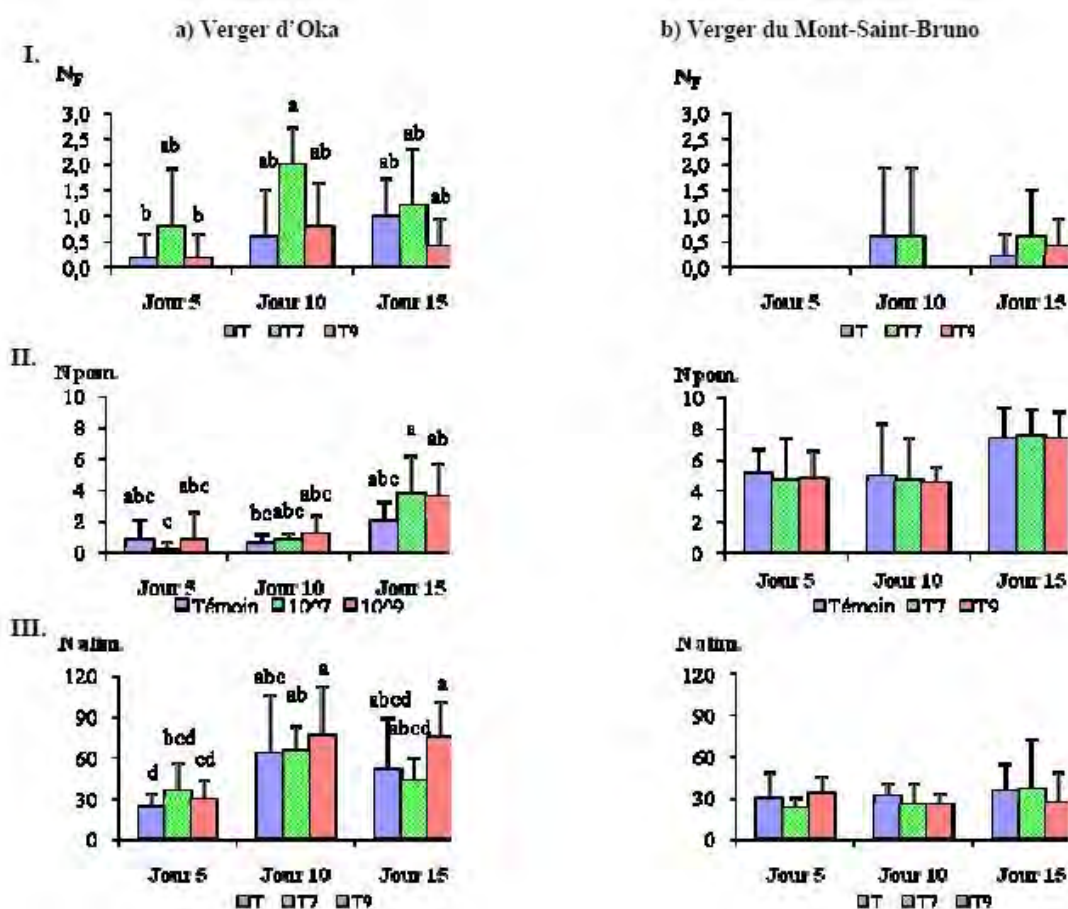 a) Verger d'Oka
b) Verger du Mont-Saint-Bruno
I.
N_F
3,0
2,5
2,0
1,5
1,0
0,5
0,0
b
ab
b
ab
a
ab
ab
ab
ab
Jour 5
Jour 10
Jour 15
T
T7
T9
N_F
3,0
2,5
2,0
1,5
1,0
0,5
0,0
Jour 5
Jour 10
Jour 15
T
T7
T9
II.
Npom.
10
8
6
4
2
0
abc
c
abc
bc
abc
abc
abc
a
ab
Jour 5
Jour 10
Jour 15
Témoin
10^7
10^9
Npom.
10
8
6
4
2
0
Jour 5
Jour 10
Jour 15
Témoin
T7
T9
III.
N atim.
120
90
60
30
0
d
bcd
cd
abc
ab
a
abcd
abcd
a
Jour 5
Jour 10
Jour 15
T
T7
T9
N atim.
120
90
60
30
0
Jour 5
Jour 10
Jour 15
T
T7
T9